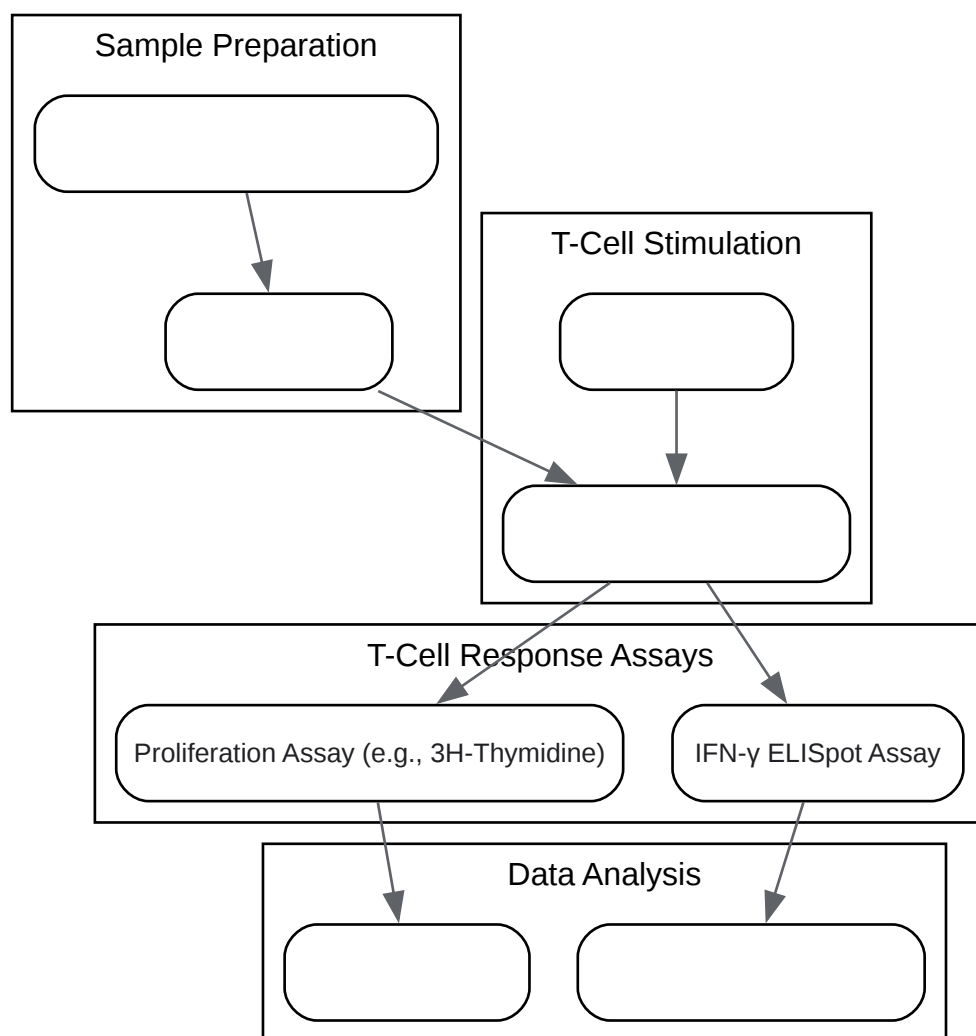 Sample Preparation
T-Cell Stimulation
T-Cell Response Assays
Proliferation Assay (e.g., 3H-Thymidine)
IFN-γ ELISpot Assay
Data Analysis